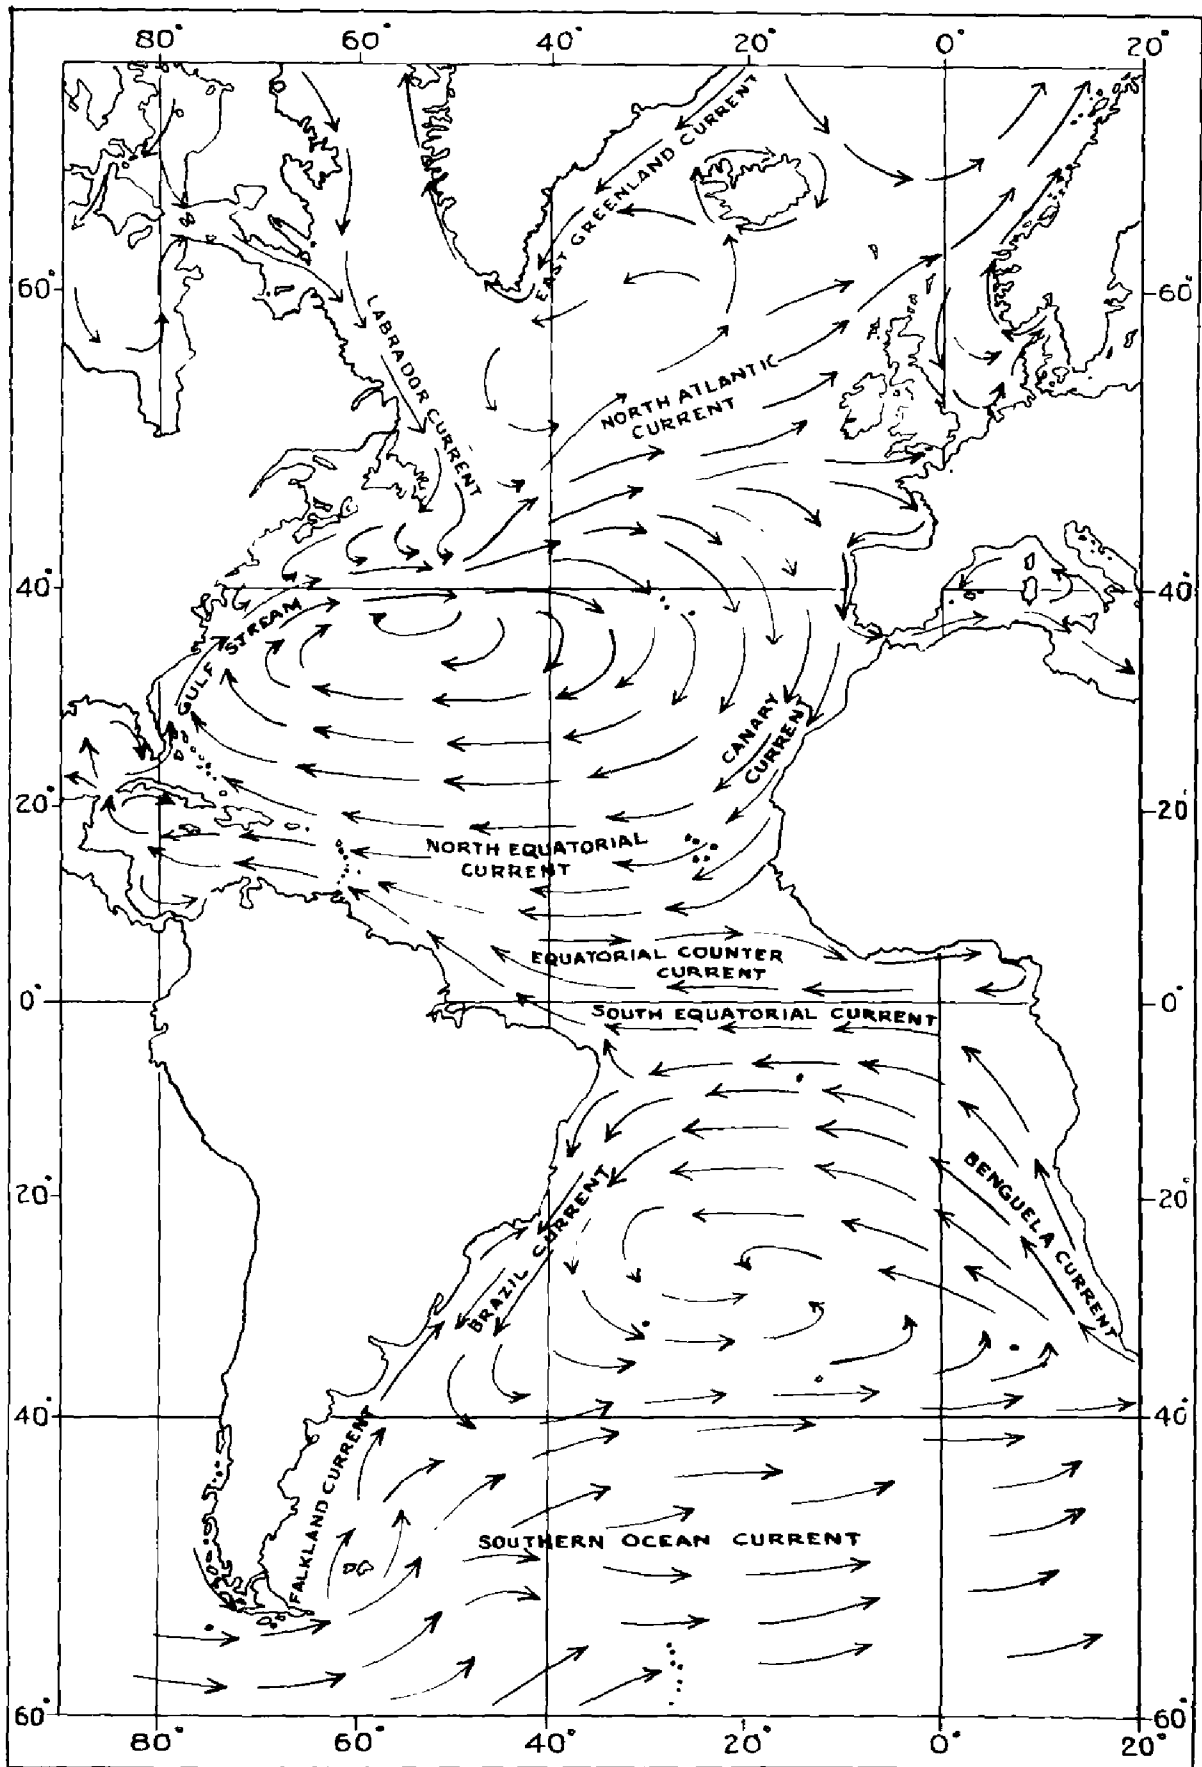 80° 60° 40° 20° 0° 20°
EAST GREENLAND CURRENT
60° 60°
LABRADOR CURRENT
NORTH ATLANTIC
CURRENT
40° 40°
GULF STREAM
CANARY
CURRENT
20° 20°
NORTH EQUATORIAL
CURRENT
EQUATORIAL COUNTER
CURRENT
0° 0°
SOUTH EQUATORIAL CURRENT
BENGUELA CURRENT
20° 20°
BRAZIL CURRENT
40° 40°
FALKLAND CURRENT
SOUTHERN OCEAN CURRENT
60° 60°
80° 60° 40° 20° 0° 20°